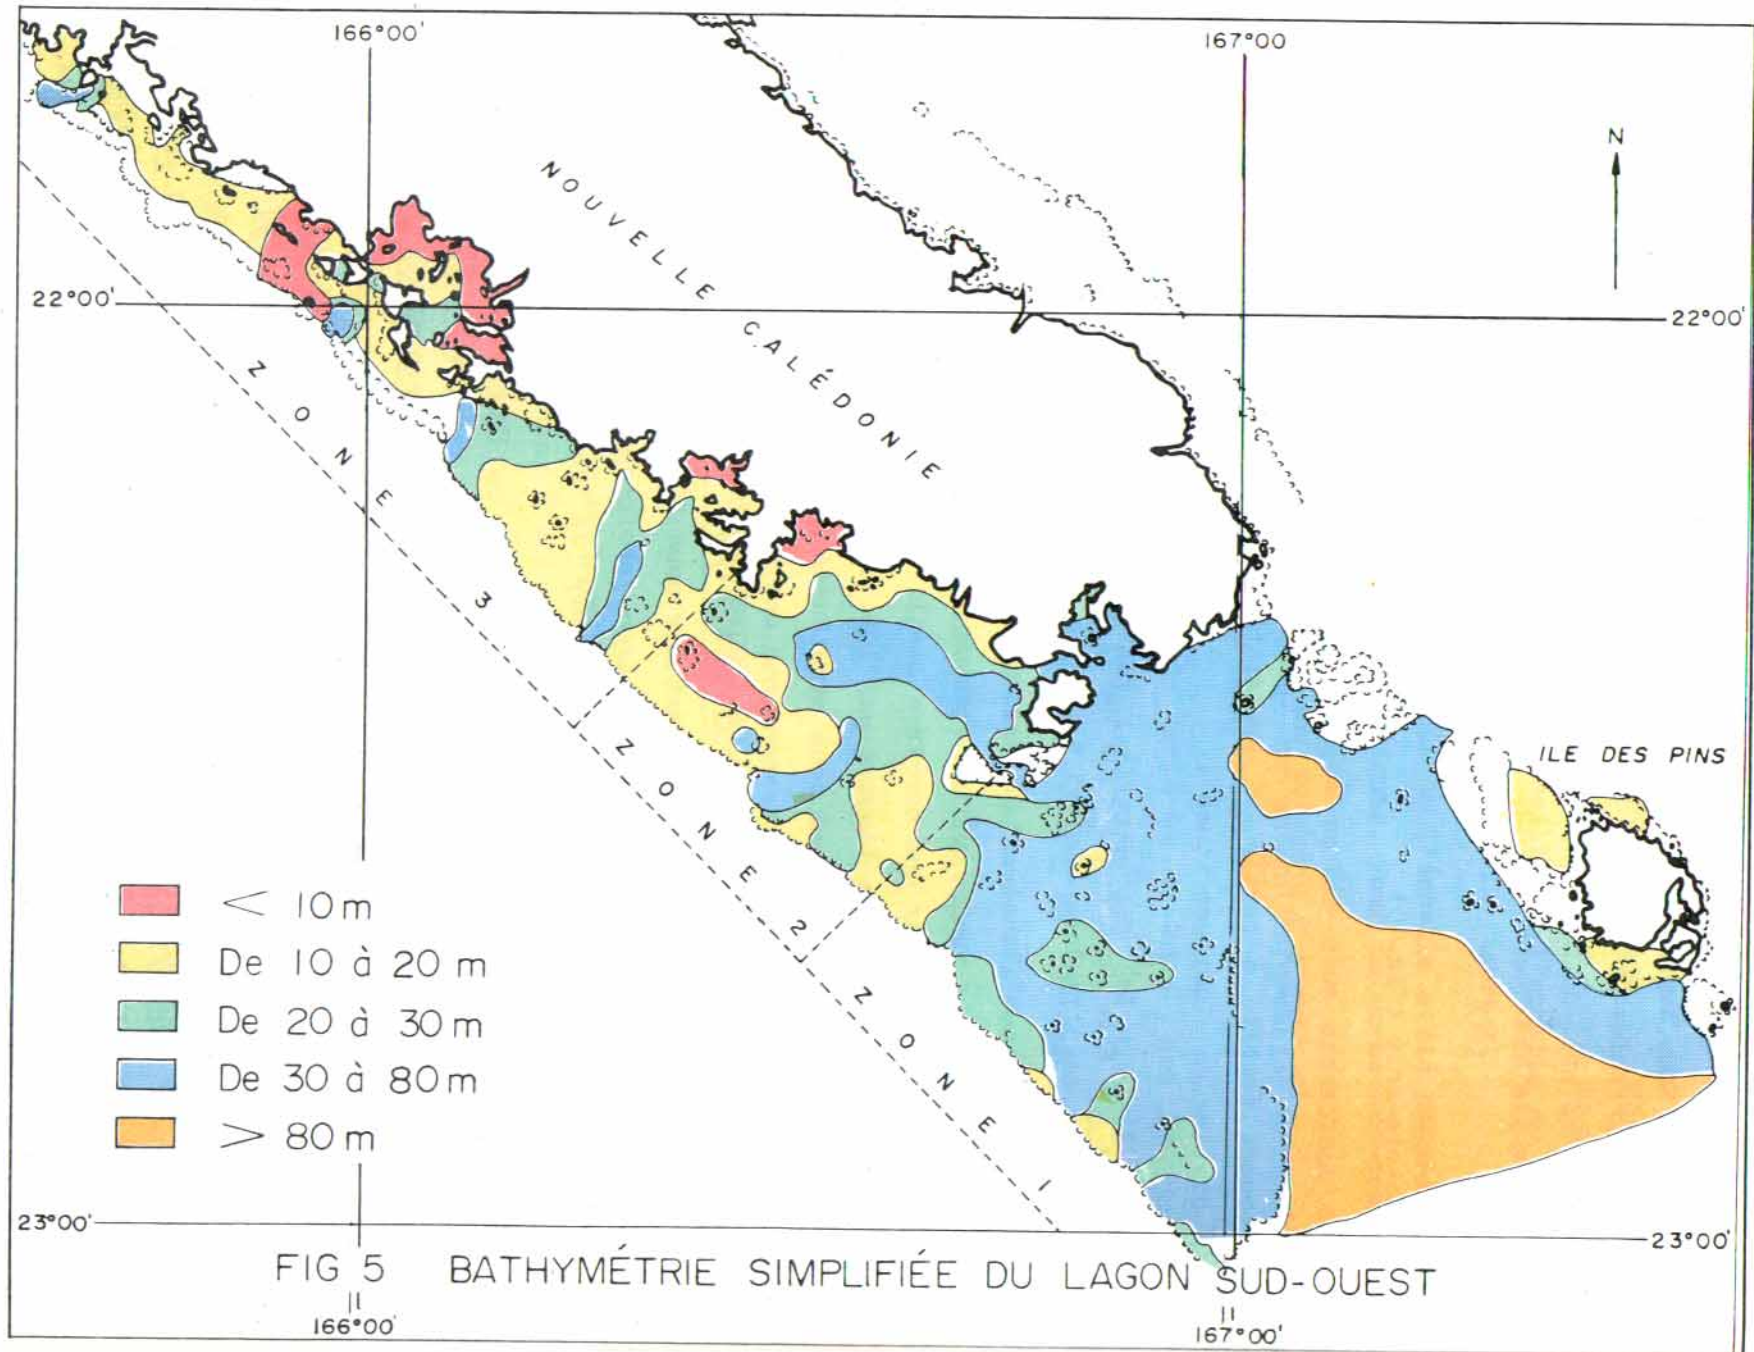 166°00'
167°00
N
NOUVELLE CALÉDONIE
22°00'
22°00'
ZONE 3
ILE DES PINS
ZONE 2
< 10 m
De 10 à 20 m
De 20 à 30 m
De 30 à 80 m
> 80 m
ZONE 1
23°00'
23°00'
FIG 5 BATHYMÉTRIE SIMPLIFIÉE DU LAGON SUD-OUEST
166°00'
167°00'